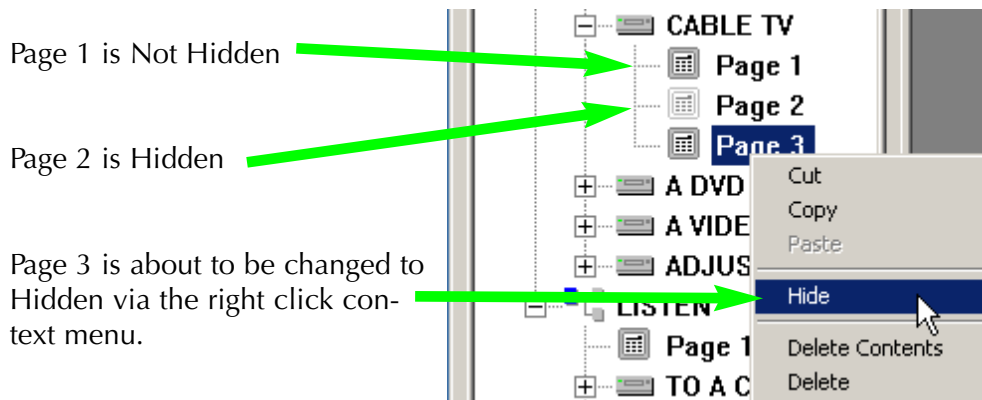 Page 1 is Not Hidden
Page 2 is Hidden
Page 3 is about to be changed to
Hidden via the right click con-
text menu.
CABLE TV
Page 1
Page 2
Page 3
A DVD
A VIDE
ADJUS
LISTEN
Page 1
TO A C
Cut
Copy
Paste
Hide
Delete Contents
Delete